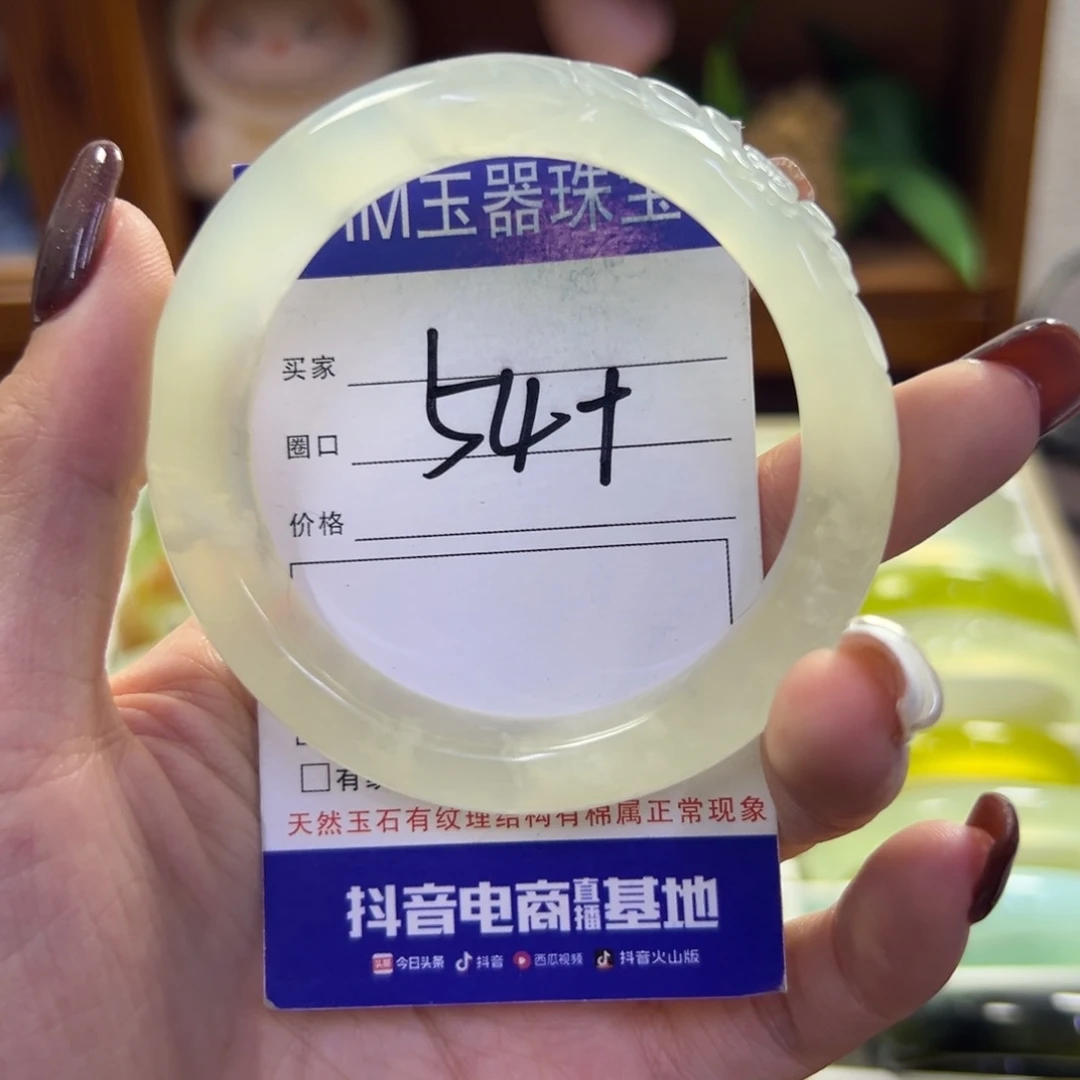 M玉器珠宝
买家
圈口
54+
价格
有
天然玉石有纹理结构有棉属正常现象
抖音电商直播基地
头条 今日头条 抖音 西瓜视频 抖音火山版